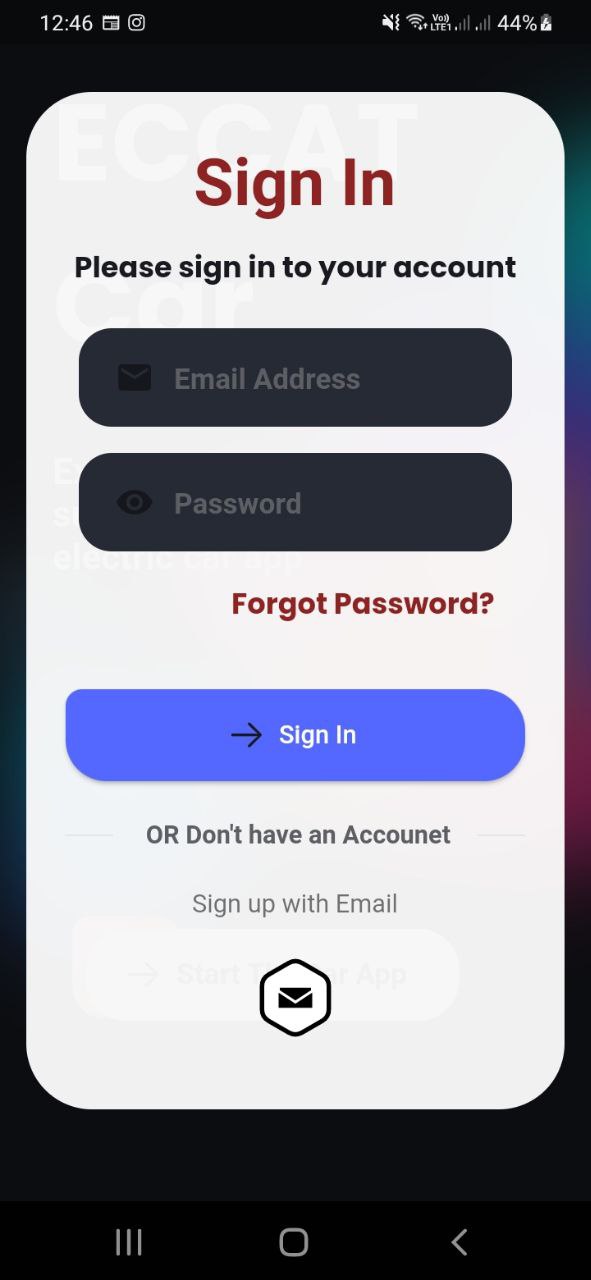 12:46
Vo))
LTE1
44%
ECCAT
Sign In
Please sign in to your account
Car
Email Address
Password
electric car app
Forgot Password?
Sign In
OR Don't have an Accounet
Sign up with Email
Start App